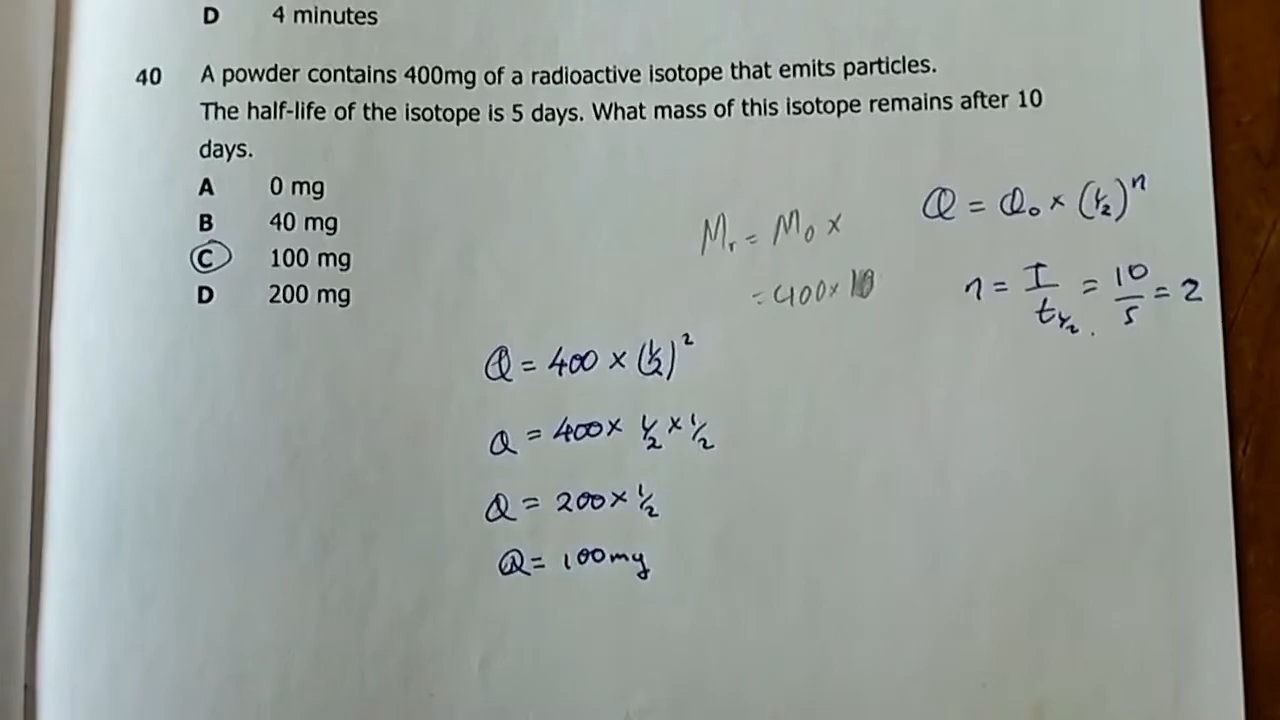 D 4 minutes
40 A powder contains 400mg of a radioactive isotope that emits particles.
The half-life of the isotope is 5 days. What mass of this isotope remains after 10
days.
A 0 mg
B 40 mg
C 100 mg
D 200 mg
Mr = M₀ ×
= 400 × 10
Q = Q₀ × (½)ⁿ
n = T/t½ = 10/5 = 2
Q = 400 × (½)²
Q = 400 × ½ × ½
Q = 200 × ½
Q = 100mg